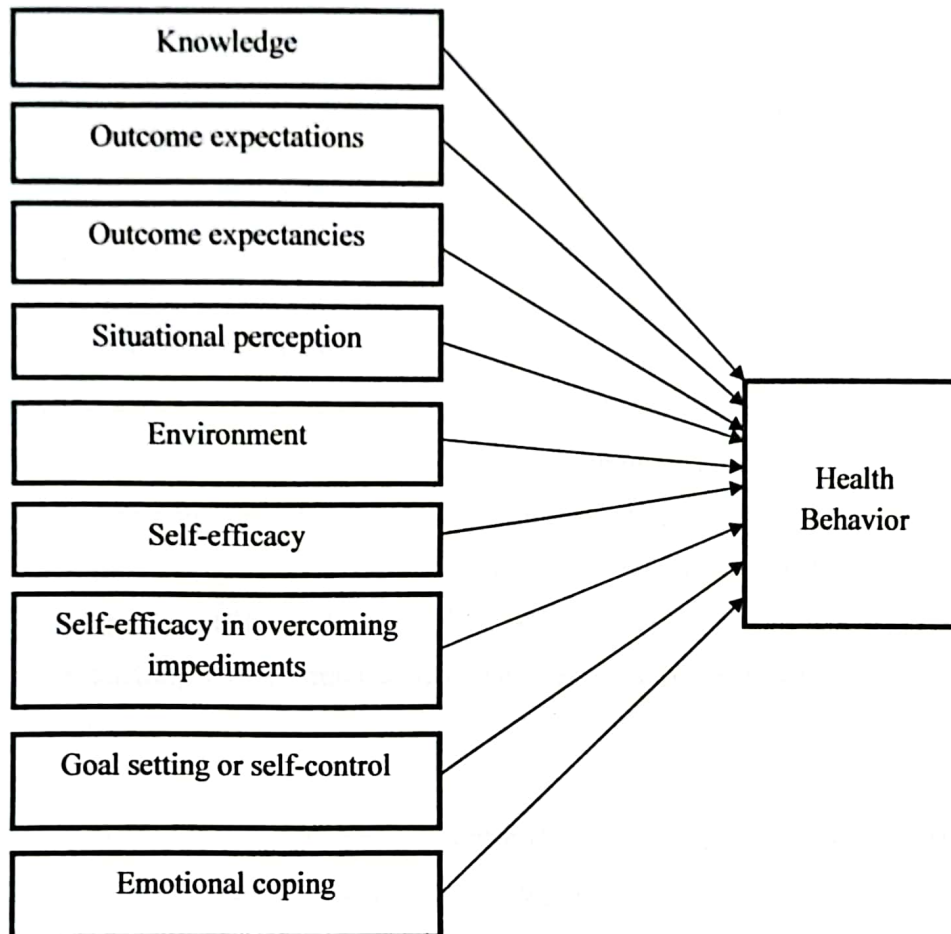 Knowledge
Outcome expectations
Outcome expectancies
Situational perception
Environment
Self-efficacy
Self-efficacy in overcoming
impediments
Goal setting or self-control
Emotional coping
Health
Behavior